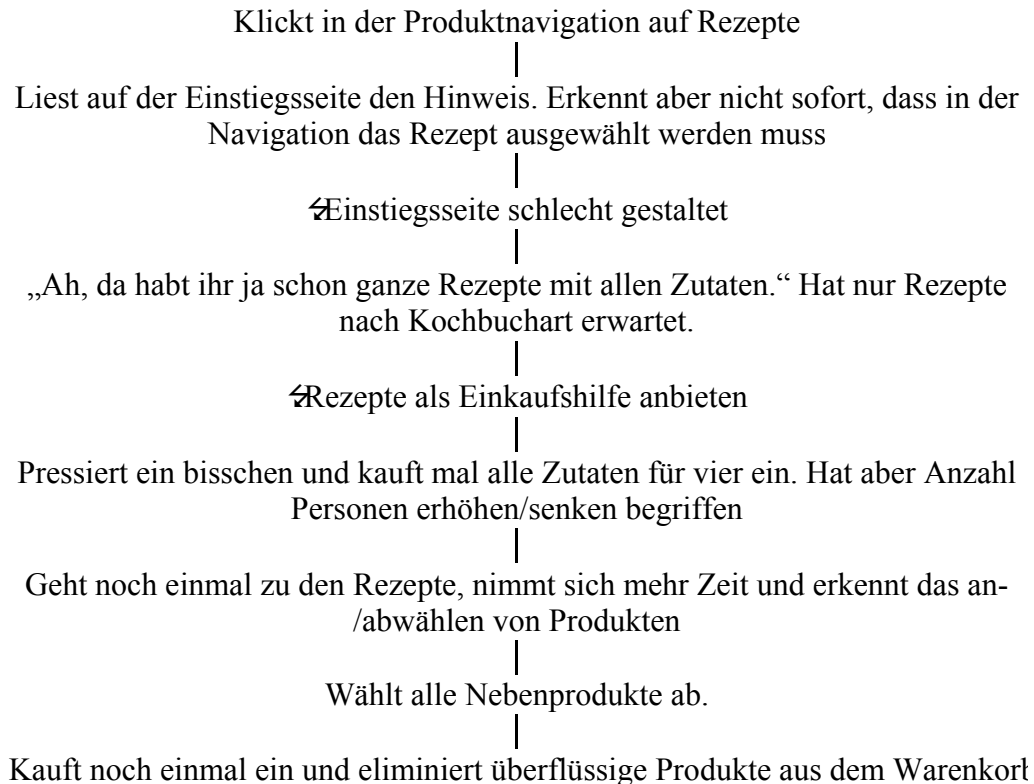 Klickt in der Produktnavigation auf Rezepte
Liest auf der Einstiegsseite den Hinweis. Erkennt aber nicht sofort, dass in der
Navigation das Rezept ausgewählt werden muss
Einstiegsseite schlecht gestaltet
„Ah, da habt ihr ja schon ganze Rezepte mit allen Zutaten.“ Hat nur Rezepte
nach Kochbuchart erwartet.
Rezepte als Einkaufshilfe anbieten
Pressiert ein bisschen und kauft mal alle Zutaten für vier ein. Hat aber Anzahl
Personen erhöhen/senken begriffen
Geht noch einmal zu den Rezepte, nimmt sich mehr Zeit und erkennt das an-
/abwählen von Produkten
Wählt alle Nebenprodukte ab.
Kauft noch einmal ein und eliminiert überflüssige Produkte aus dem